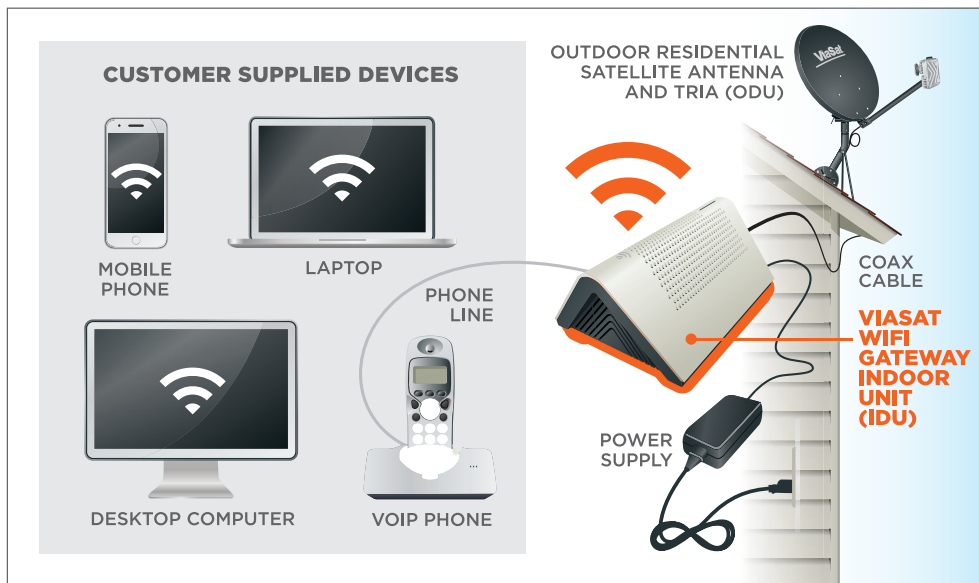 CUSTOMER SUPPLIED DEVICES
MOBILE
PHONE
LAPTOP
PHONE
LINE
DESKTOP COMPUTER
VOIP PHONE
OUTDOOR RESIDENTIAL
SATELLITE ANTENNA
AND TRIA (ODU)
ViaSat
COAX
CABLE
VIASAT
WIFI
GATEWAY
INDOOR
UNIT
(IDU)
POWER
SUPPLY